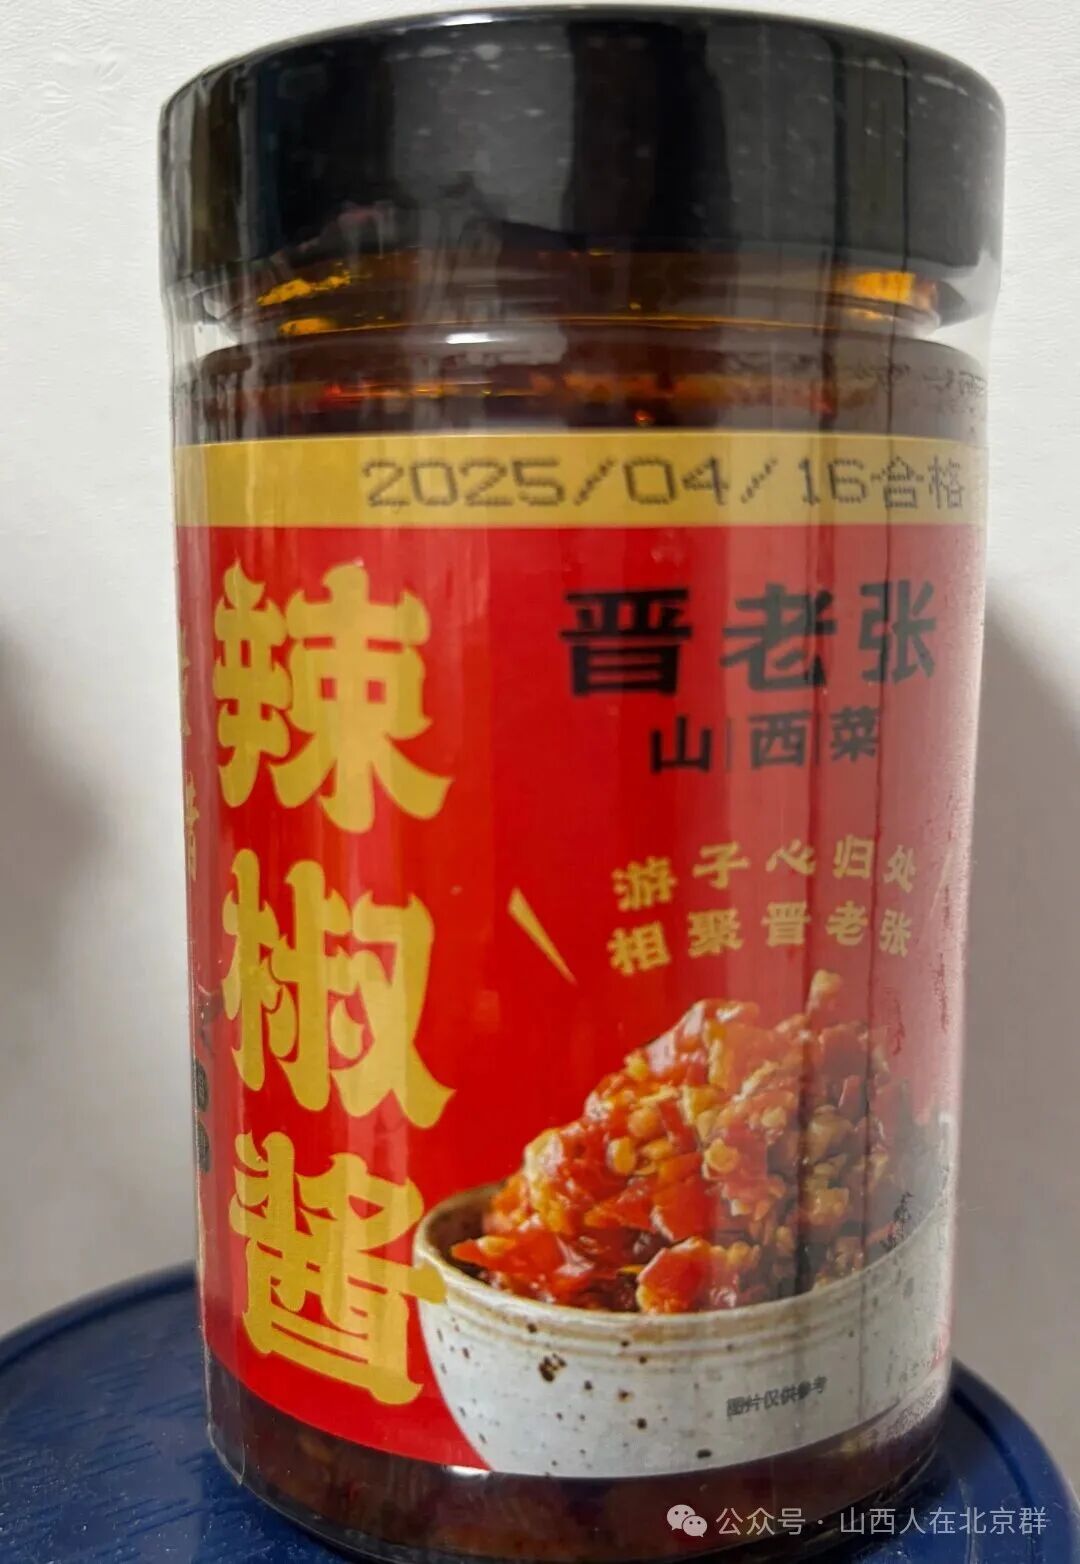 2025/04/16合格
辣椒酱
晋老张
山西菜
游子心归处
相聚晋老张
图片仅供参考
公众号·山西人在北京群